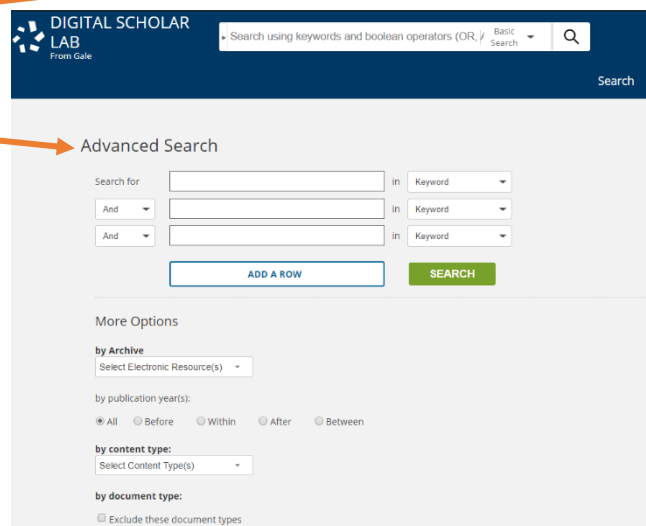 DIGITAL SCHOLAR
LAB
From Gale
Search using keywords and boolean operators (OR, Basic Search
Search
Advanced Search
Search for in Keyword
And in Keyword
And in Keyword
ADD A ROW SEARCH
More Options
by Archive
Select Electronic Resource(s)
by publication year(s):
All Before Within After Between
by content type:
Select Content Type(s)
by document type:
Exclude these document types